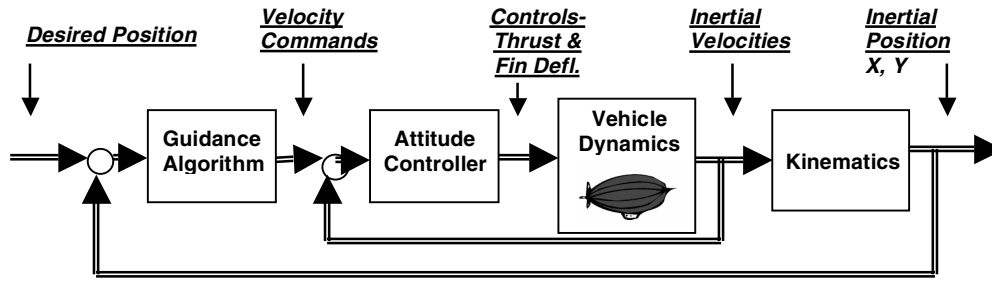 Desired Position
Velocity
Commands
Controls-
Thrust &
Fin Defl.
Inertial
Velocities
Inertial
Position
X, Y
Guidance
Algorithm
Attitude
Controller
Vehicle
Dynamics
Kinematics